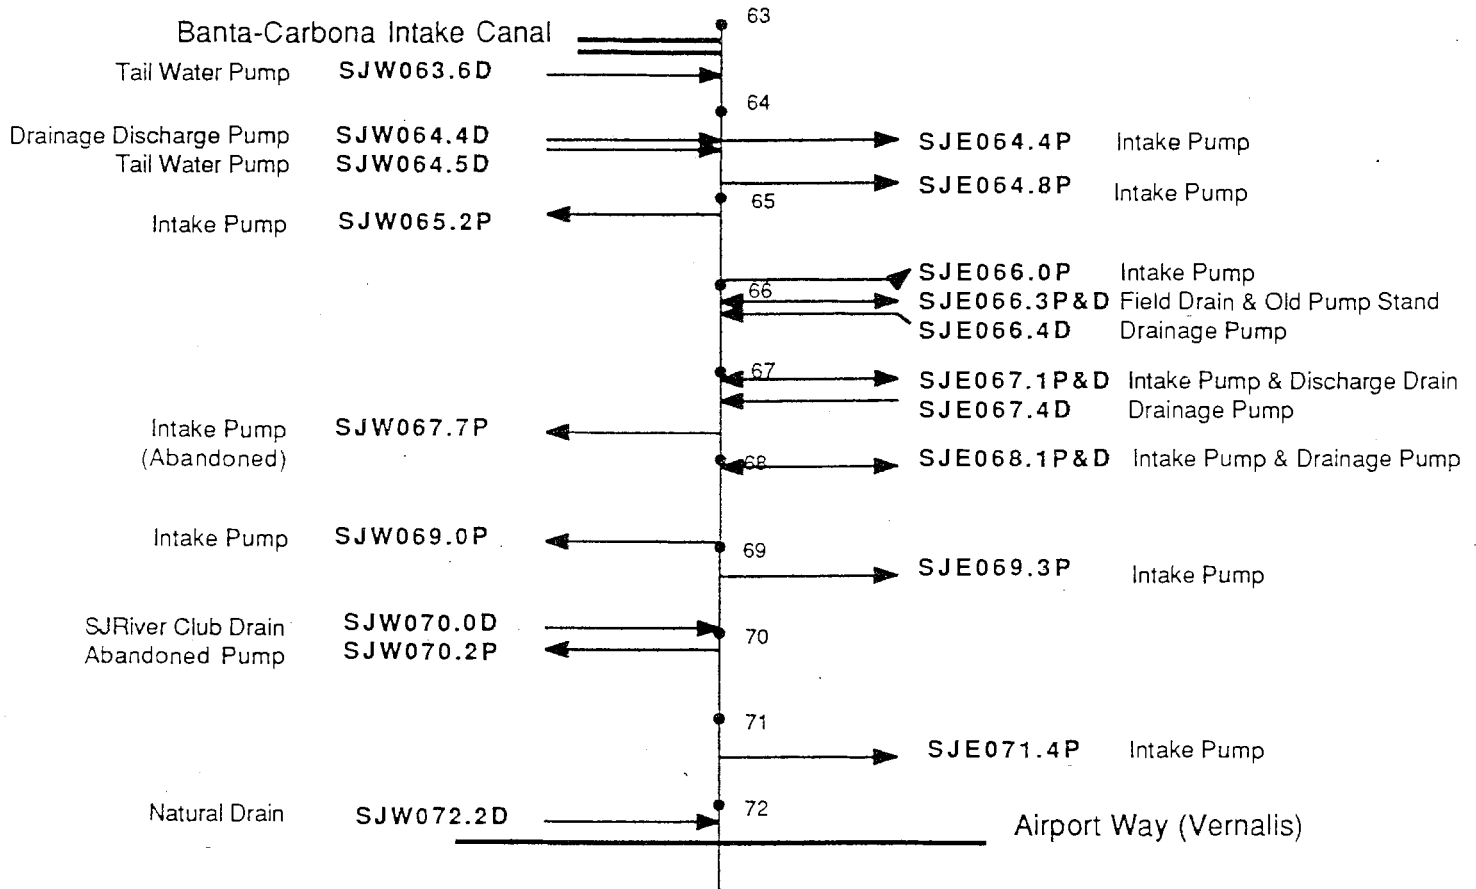 63
Banta-Carbona Intake Canal
Tail Water Pump SJW063.6D
64
Drainage Discharge Pump SJW064.4D
SJE064.4P Intake Pump
Tail Water Pump SJW064.5D
SJE064.8P Intake Pump
65
Intake Pump SJW065.2P
SJE066.0P Intake Pump
66
SJE066.3P&D Field Drain & Old Pump Stand
SJE066.4D Drainage Pump
67
SJE067.1P&D Intake Pump & Discharge Drain
SJE067.4D Drainage Pump
Intake Pump SJW067.7P
(Abandoned)
68
SJE068.1P&D Intake Pump & Drainage Pump
Intake Pump SJW069.0P
69
SJE069.3P Intake Pump
SJRiver Club Drain SJW070.0D
70
Abandoned Pump SJW070.2P
71
SJE071.4P Intake Pump
72
Natural Drain SJW072.2D
Airport Way (Vernalis)